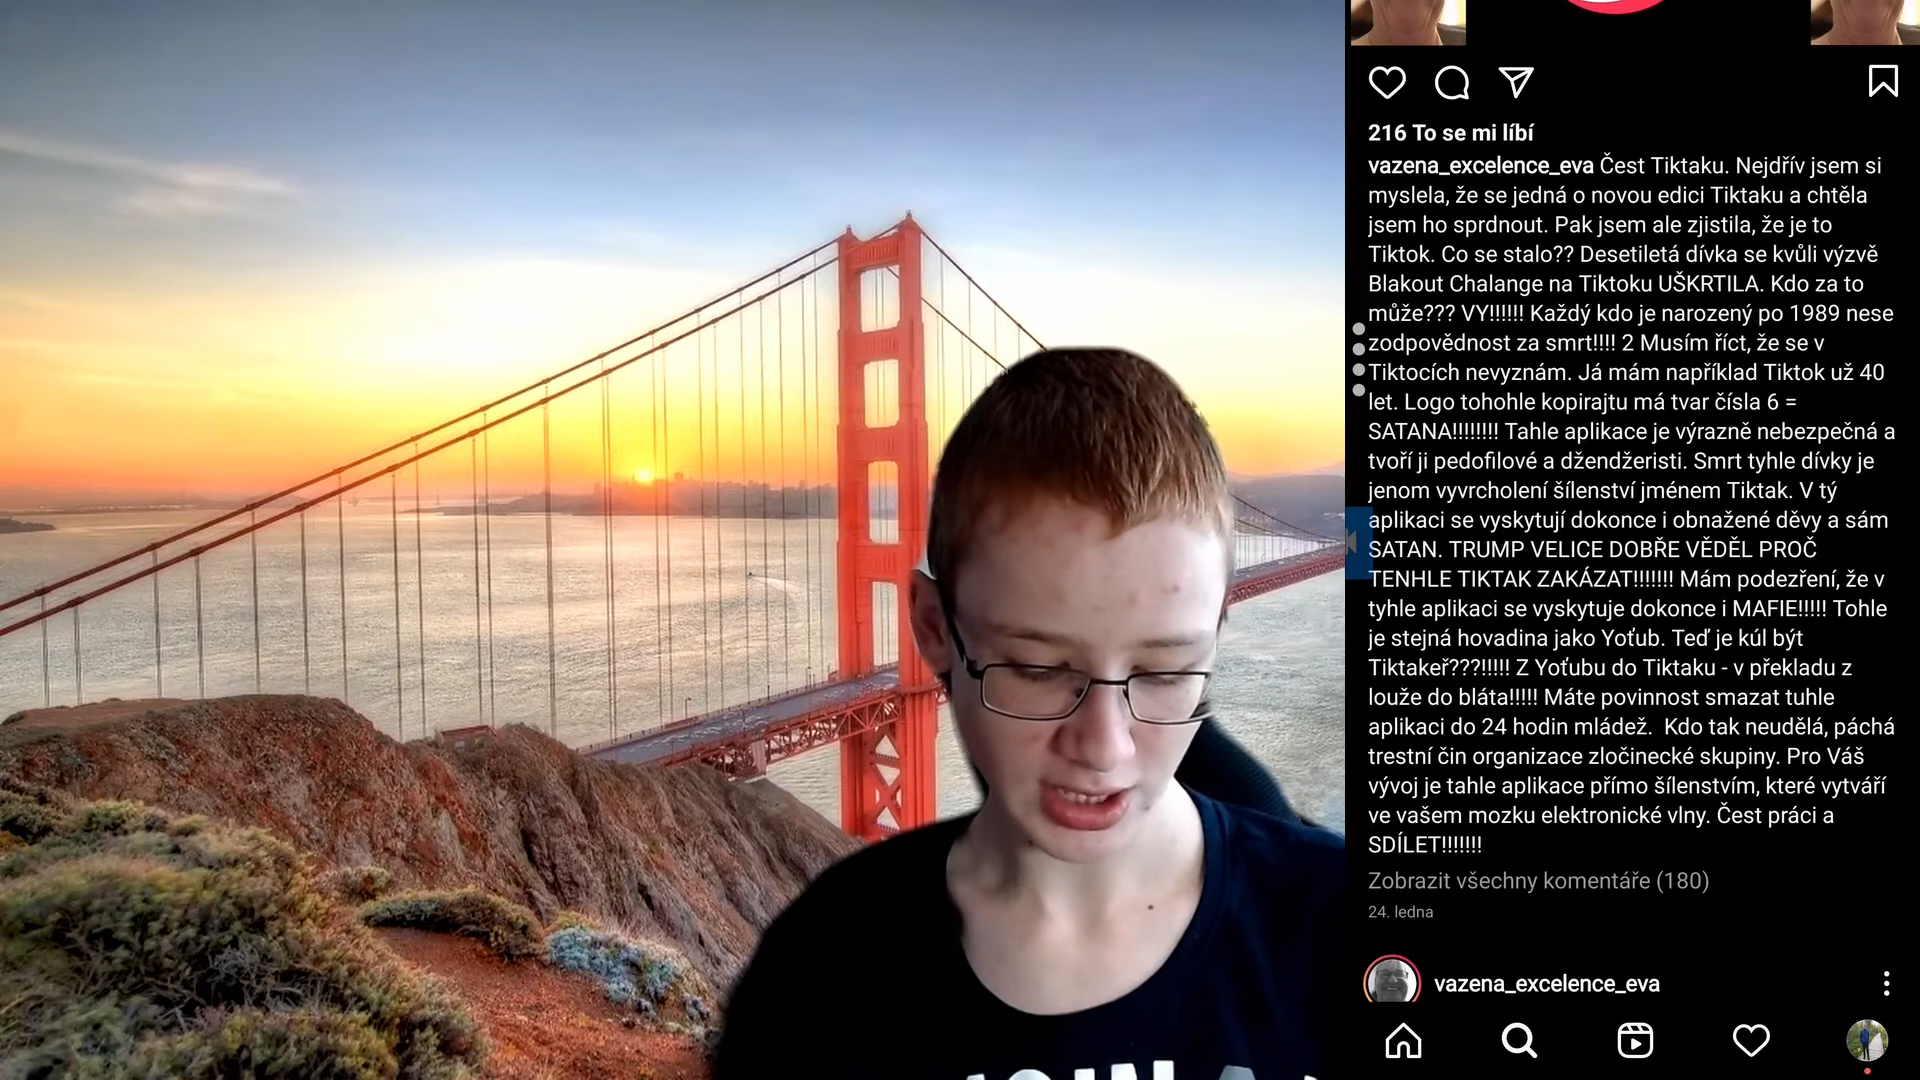 216 To se mi líbí
vazena_excelence_eva Čest Tiktaku. Nejdřív jsem si
myslela, že se jedná o novou edici Tiktaku a chtěla
jsem ho sprdnout. Pak jsem ale zjistila, že je to
Tiktok. Co se stalo?? Desetiletá dívka se kvůli výzvě
Blakout Chalange na Tiktoku UŠKRTILA. Kdo za to
může??? VY!!!!!! Každý kdo je narozený po 1989 nese
zodpovědnost za smrt!!!! 2 Musím říct, že se v
Tiktocích nevyznám. Já mám například Tiktok už 40
let. Logo tohohle kopirajtu má tvar čísla 6 =
SATANA!!!!!!!! Tahle aplikace je výrazně nebezpečná a
tvoří ji pedofilové a džendžeristi. Smrt tyhle dívky je
jenom vyvrcholení šílenství jménem Tiktak. V tý
aplikaci se vyskytují dokonce i obnažené děvy a sám
SATAN. TRUMP VELICE DOBŘE VĚDĚL PROČ
TENHLE TIKTAK ZAKÁZAT!!!!!!! Mám podezření, že v
tyhle aplikaci se vyskytuje dokonce i MAFIE!!!!! Tohle
je stejná hovadina jako Yoťub. Teď je kúl být
Tiktakeř???!!!!! Z Yoťubu do Tiktaku - v překladu z
louže do bláta!!!!! Máte povinnost smazat tuhle
aplikaci do 24 hodin mládež.  Kdo tak neudělá, páchá
trestní čin organizace zločinecké skupiny. Pro Váš
vývoj je tahle aplikace přímo šílenstvím, které vytváří
ve vašem mozku elektronické vlny. Čest práci a
SDÍLET!!!!!!!
Zobrazit všechny komentáře (180)
24. ledna
vazena_excelence_eva